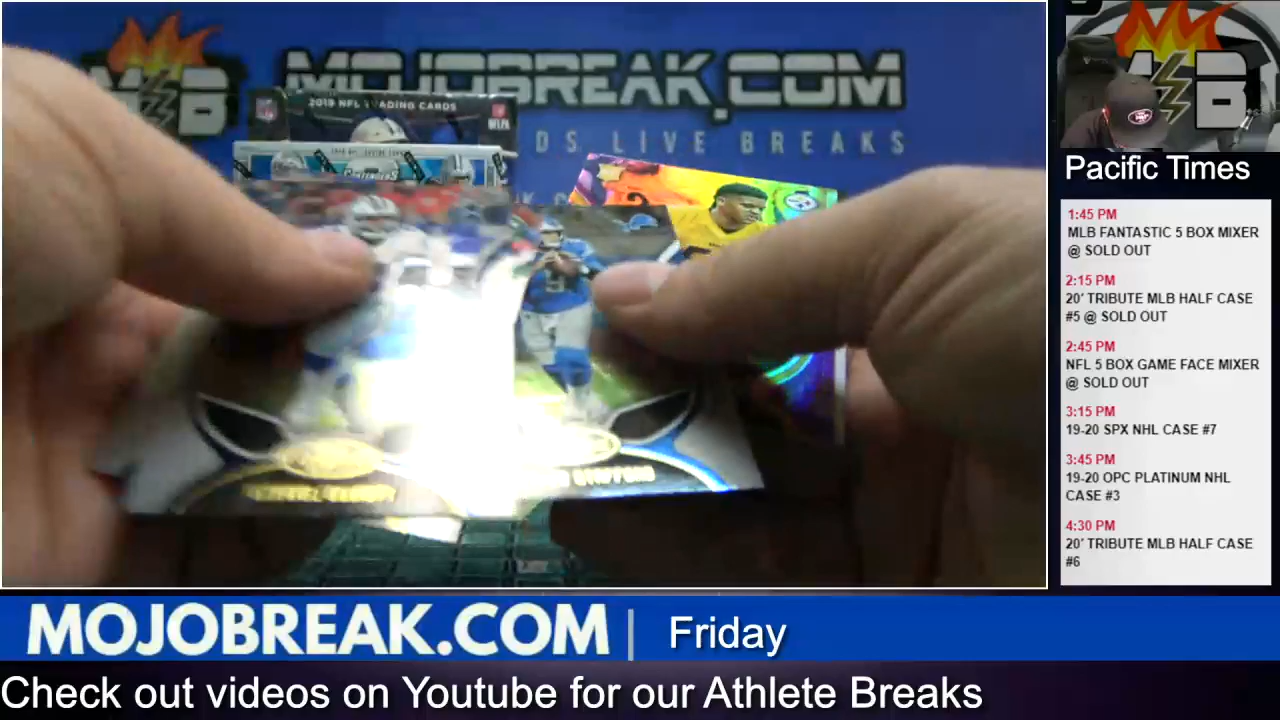 MOJOBREAK.COM
MB
2019 NFL TRADING CARDS
DS LIVE BREAKS
CONTENDERS
9
B
Pacific Times
1:45 PM
MLB FANTASTIC 5 BOX MIXER
@ SOLD OUT
2:15 PM
20' TRIBUTE MLB HALF CASE
#5 @ SOLD OUT
2:45 PM
NFL 5 BOX GAME FACE MIXER
@ SOLD OUT
3:15 PM
19-20 SPX NHL CASE #7
3:45 PM
19-20 OPC PLATINUM NHL
CASE #3
4:30 PM
20' TRIBUTE MLB HALF CASE
#6
MOJOBREAK.COM | Friday
Check out videos on Youtube for our Athlete Breaks